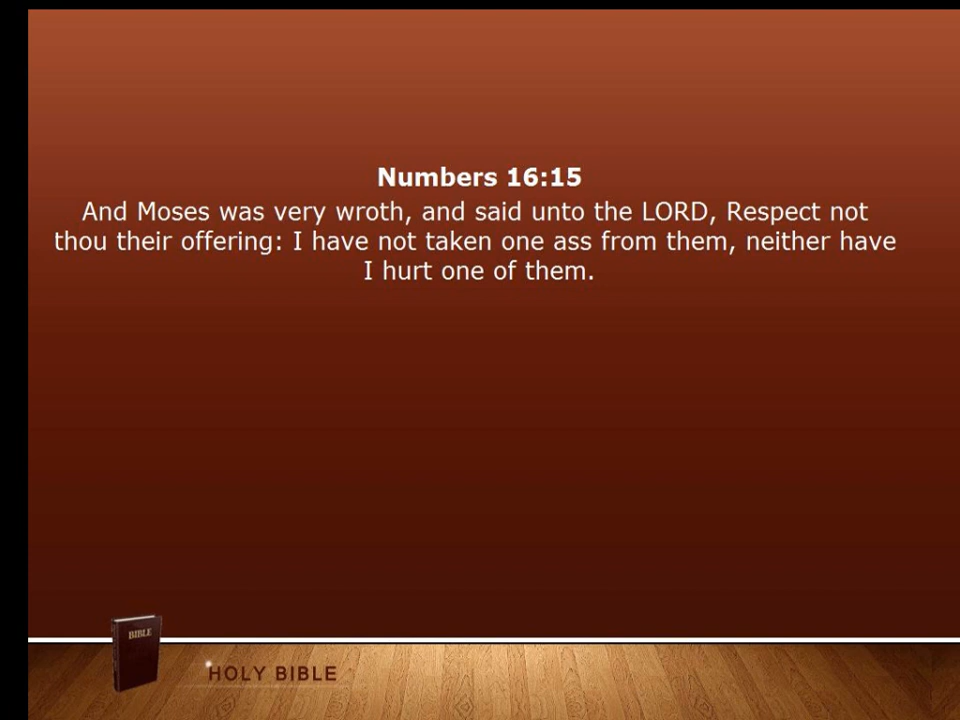 Numbers 16:15
And Moses was very wroth, and said unto the LORD, Respect not
thou their offering: I have not taken one ass from them, neither have
I hurt one of them.
BIBLE
HOLY BIBLE